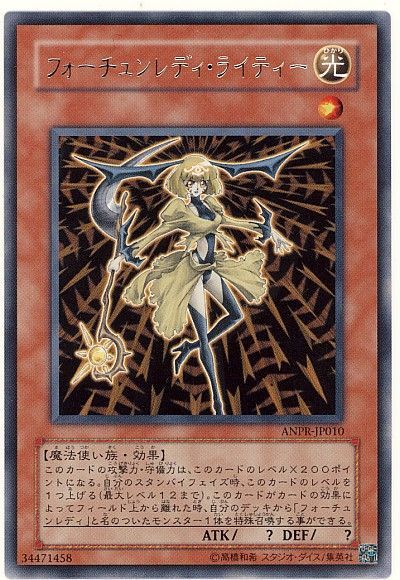 フォーチュンレディ・ライティー
光
ひかり
ANPR-JP010
【魔法使い族・効果】
このカードの攻撃力・守備力は、このカードのレベル×200ポイント
になる。自分のスタンバイフェイズ時、このカードのレベルを
1つ上げる(最大レベル12まで)。このカードがカードの効果に
よってフィールド上から離れた時、自分のデッキから「フォーチュ
ンレディ」と名のついたモンスター1体を特殊召喚する事ができる。
ATK/ ? DEF/ ?
34471458
©高橋和希 スタジオ・ダイス/集英社